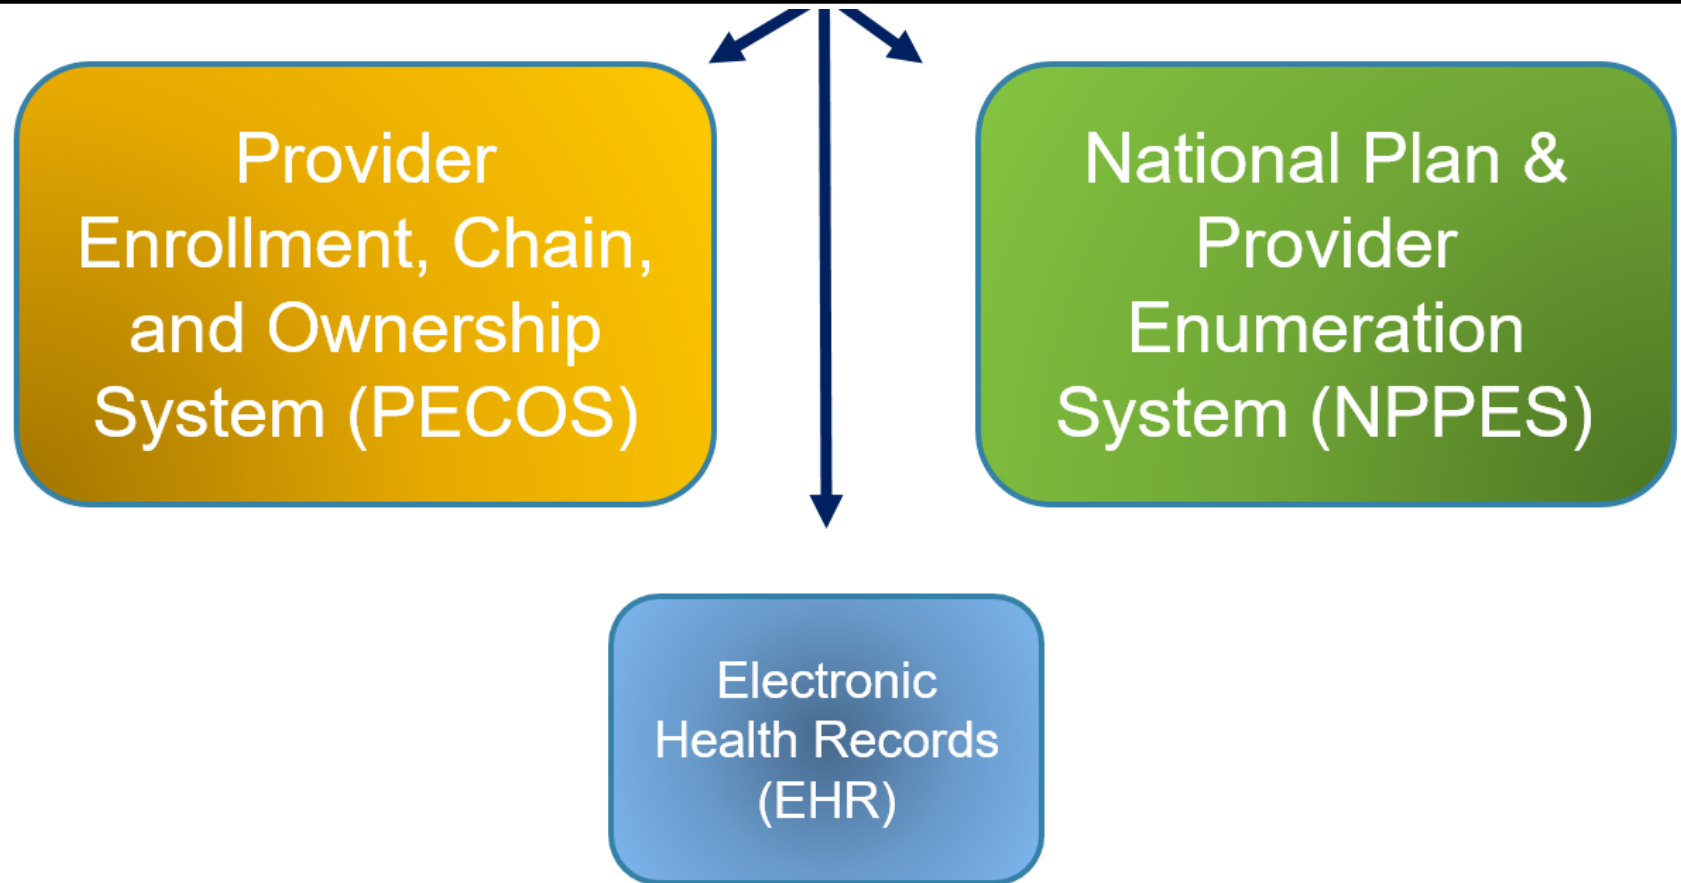 Provider
Enrollment, Chain,
and Ownership
System (PECOS)
National Plan &
Provider
Enumeration
System (NPPES)
Electronic
Health Records
(EHR)